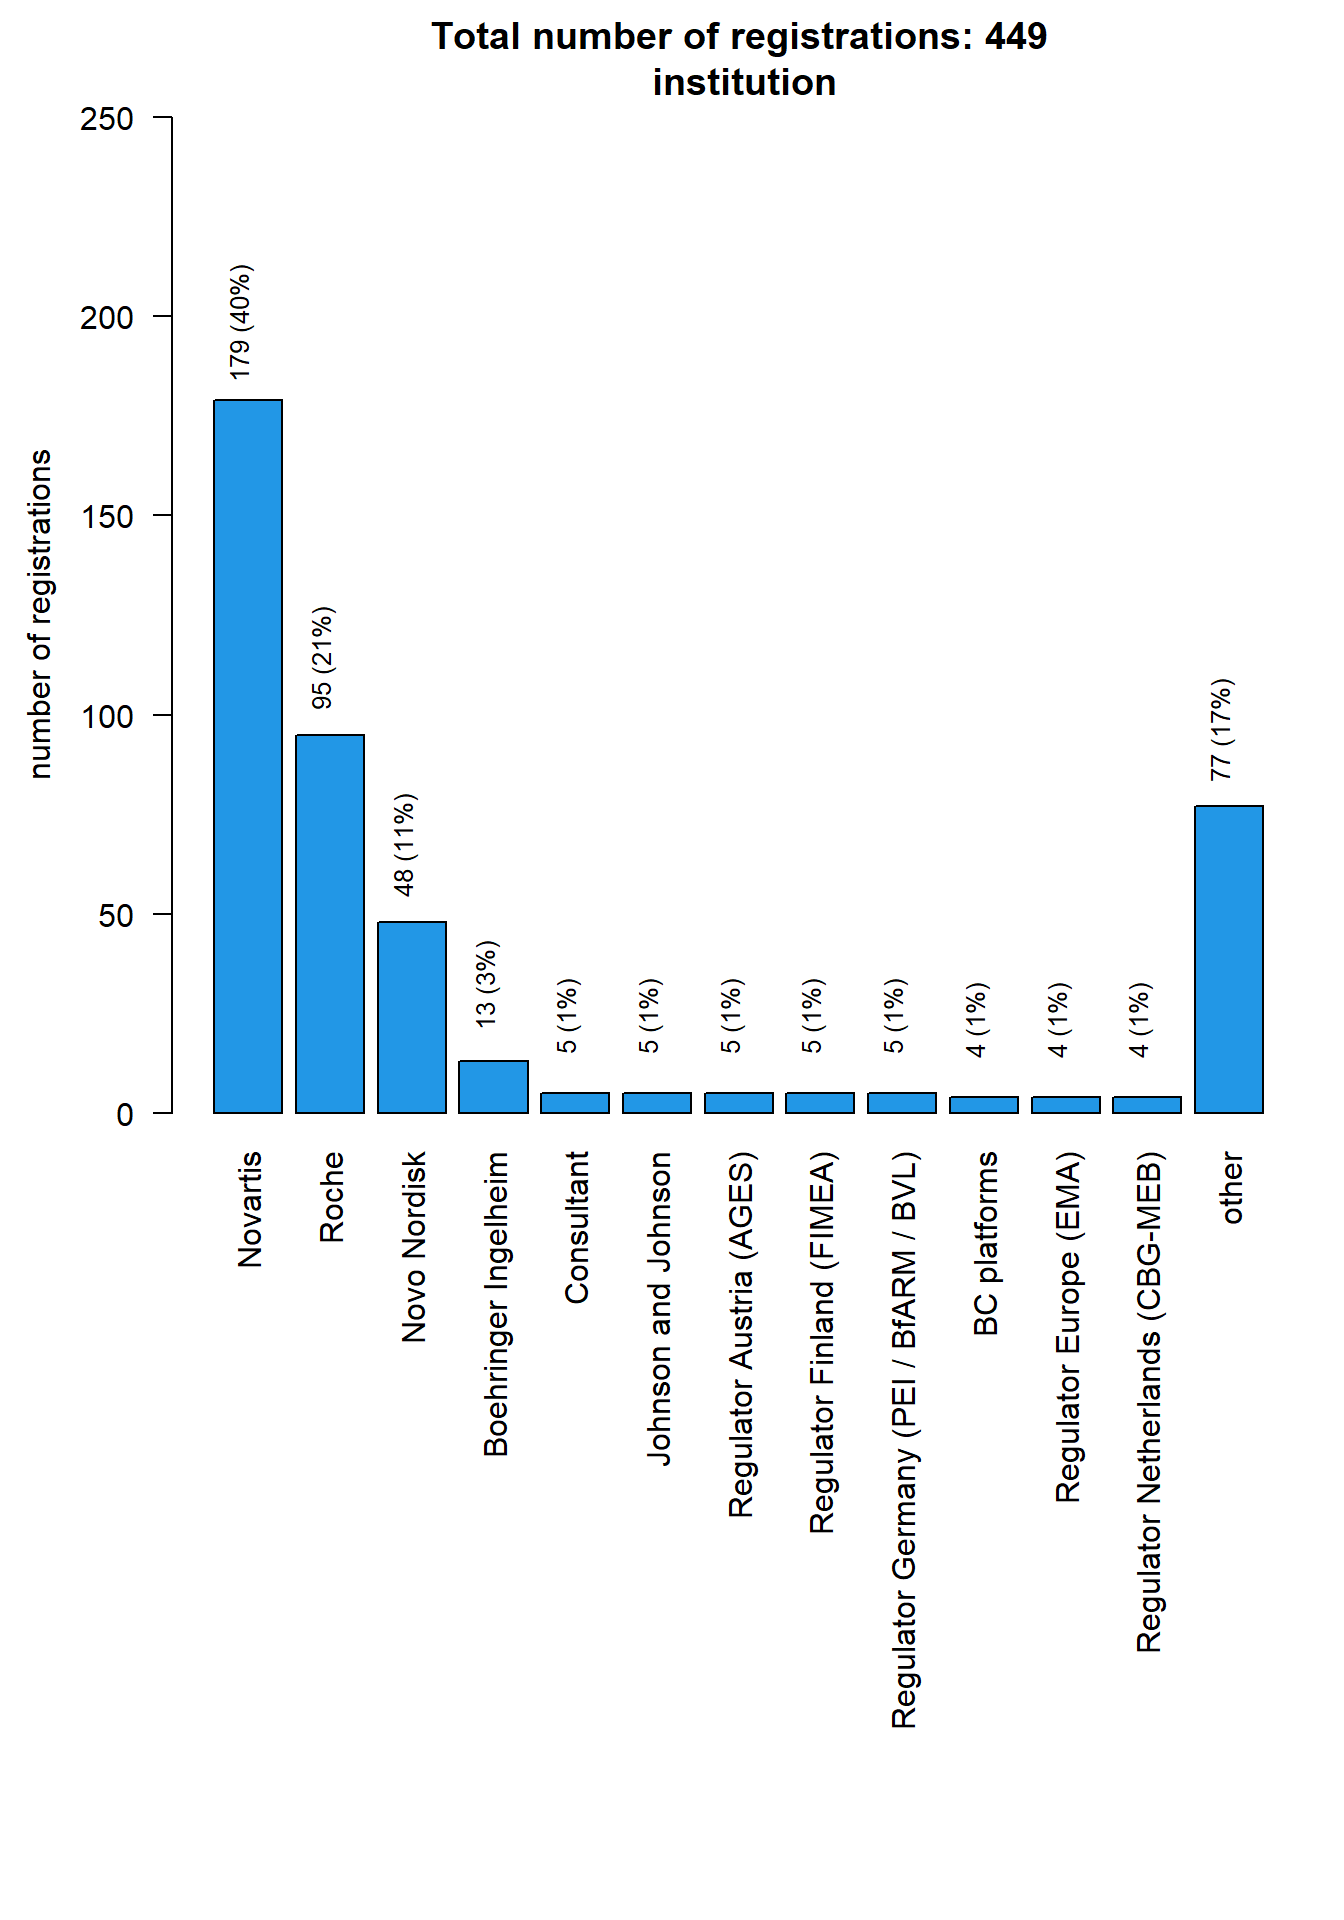 Total number of registrations: 449
institution
number of registrations
250
200
150
100
50
0
179 (40%)
95 (21%)
48 (11%)
13 (3%)
5 (1%)
5 (1%)
5 (1%)
5 (1%)
5 (1%)
4 (1%)
4 (1%)
4 (1%)
77 (17%)
Novartis
Roche
Novo Nordisk
Boehringer Ingelheim
Consultant
Johnson and Johnson
Regulator Austria (AGES)
Regulator Finland (FIMEA)
Regulator Germany (PEI / BfARM / BVL)
BC platforms
Regulator Europe (EMA)
Regulator Netherlands (CBG-MEB)
other